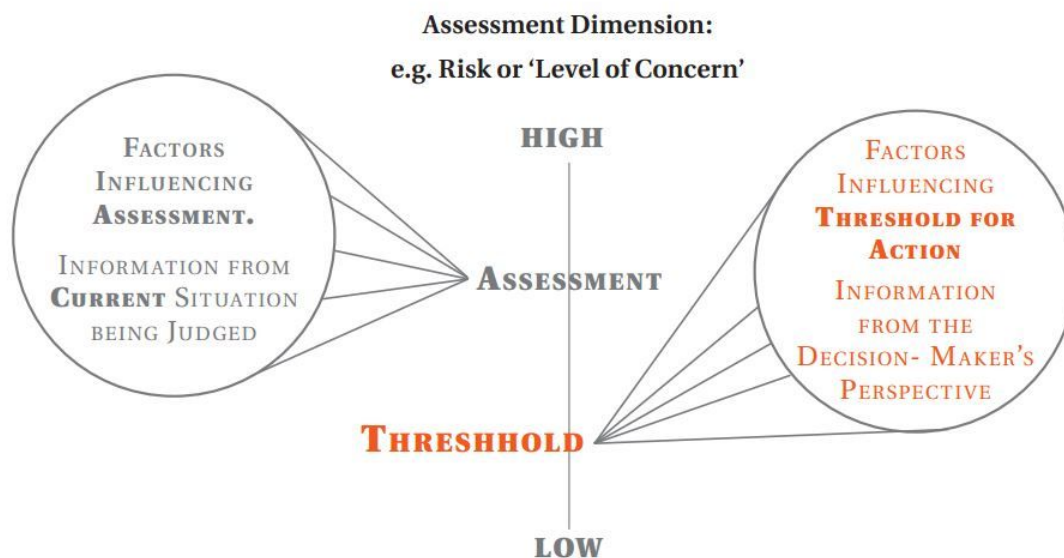 Assessment Dimension:
e.g. Risk or ‘Level of Concern’
HIGH
FACTORS
INFLUENCING
ASSESSMENT.
INFORMATION FROM
CURRENT SITUATION
BEING JUDGED
ASSESSMENT
FACTORS
INFLUENCING
THRESHOLD FOR
ACTION
INFORMATION
FROM THE
DECISION- MAKER’S
PERSPECTIVE
THRESHHOLD
LOW